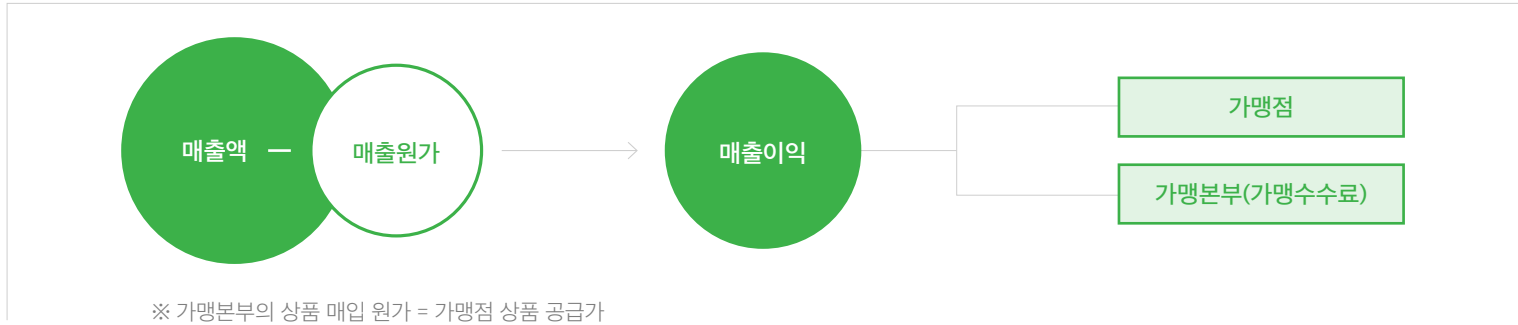 매출액 –
매출원가
매출이익
가맹점
가맹본부(가맹수수료)
※ 가맹본부의 상품 매입 원가 = 가맹점 상품 공급가